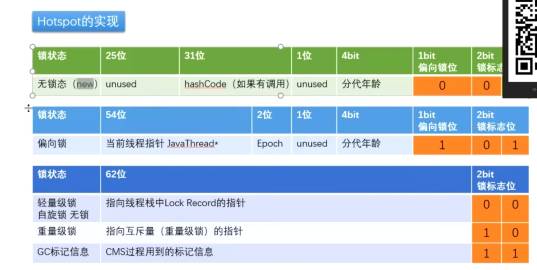 Hotspot的实现
锁状态 25位 31位 1位 4bit 1bit 2bit
偏向锁位 锁标志位
无锁态（new） unused hashCode（如果有调用） unused 分代年龄 0 0 1
锁状态 54位 2位 1位 4bit 1bit 2bit
偏向锁位 锁标志位
偏向锁 当前线程指针 JavaThread* Epoch unused 分代年龄 1 0 1
锁状态 62位 2bit
锁标志位
轻量级锁 指向线程栈中Lock Record的指针 0 0
自旋锁 无锁
重量级锁 指向互斥量（重量级锁）的指针 1 0
GC标记信息 CMS过程用到的标记信息 1 1